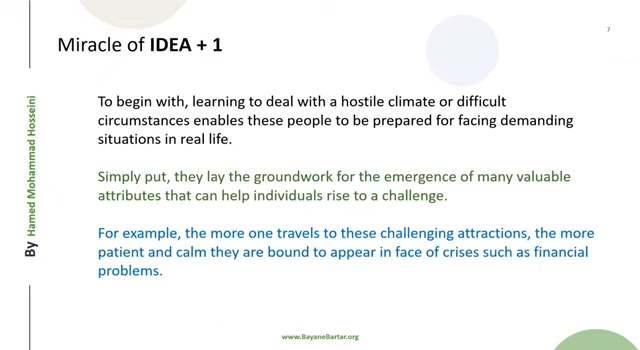 7
Miracle of IDEA + 1
By Hamed Mohammad Hosseini
To begin with, learning to deal with a hostile climate or difficult
circumstances enables these people to be prepared for facing demanding
situations in real life.
Simply put, they lay the groundwork for the emergence of many valuable
attributes that can help individuals rise to a challenge.
For example, the more one travels to these challenging attractions, the more
patient and calm they are bound to appear in face of crises such as financial
problems.
www.BayaneBartar.org